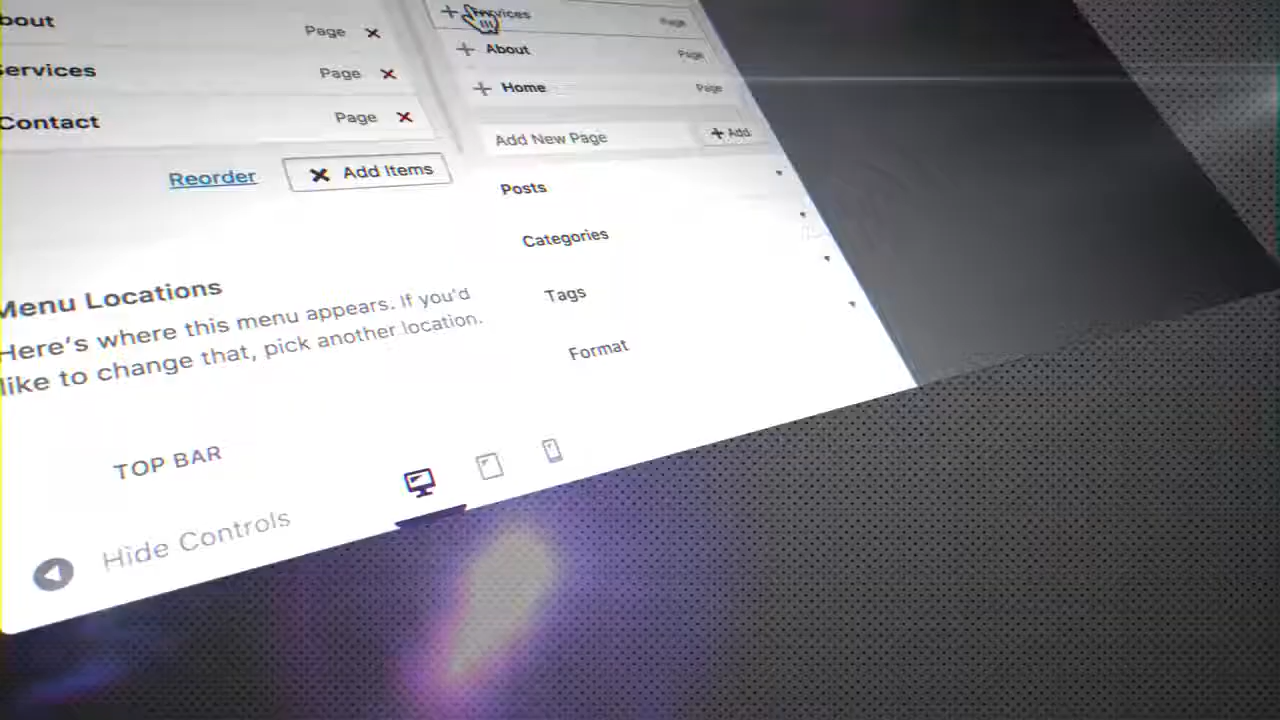 bout Page
ervices Page
Contact Page
Reorder Add Items
Menu Locations
Here's where this menu appears. If you'd
like to change that, pick another location.
TOP BAR
Hide Controls
Services Page
About Page
Home Page
Add New Page Add
Posts
Categories
Tags
Format